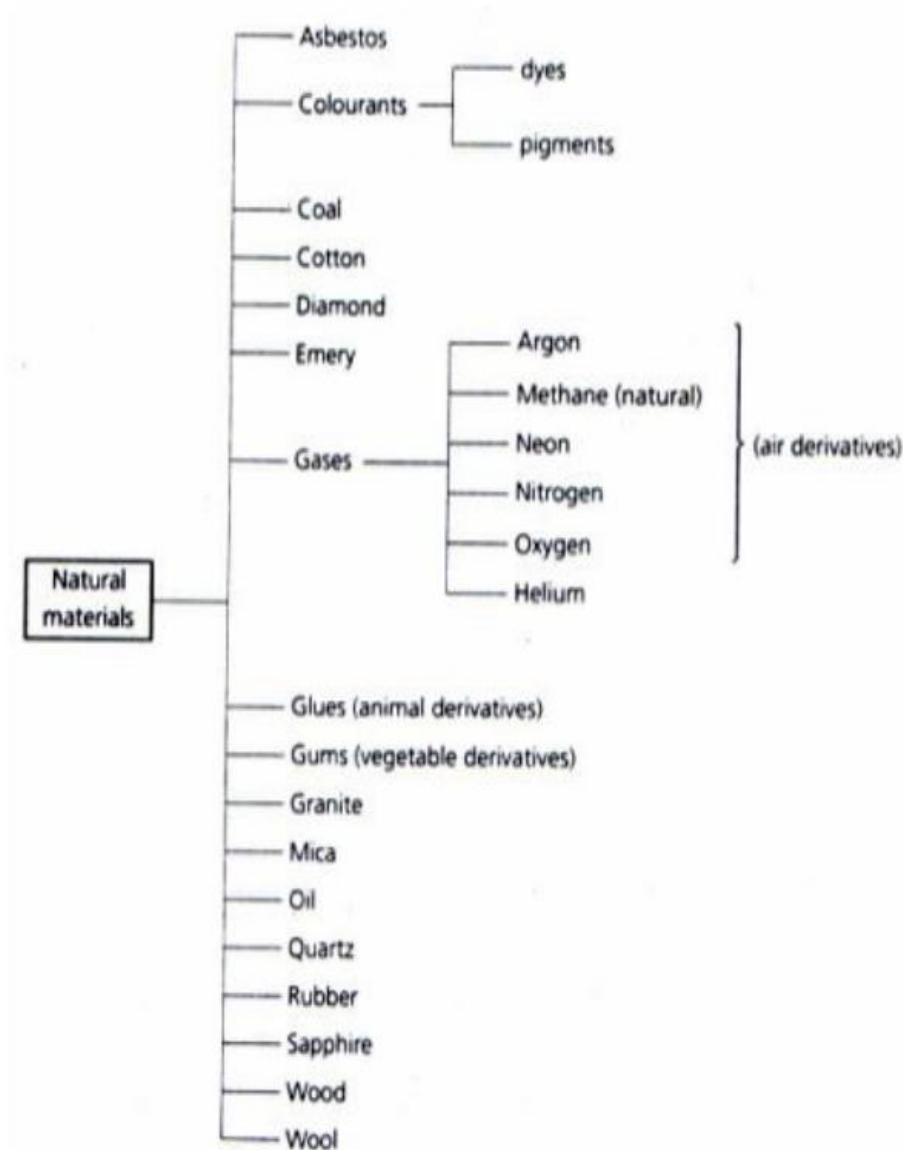 Asbestos
dyes
Colourants
pigments
Coal
Cotton
Diamond
Emery
Argon
Methane (natural)
Neon
(air derivatives)
Gases
Nitrogen
Oxygen
Helium
Natural
materials
Glues (animal derivatives)
Gums (vegetable derivatives)
Granite
Mica
Oil
Quartz
Rubber
Sapphire
Wood
Wool